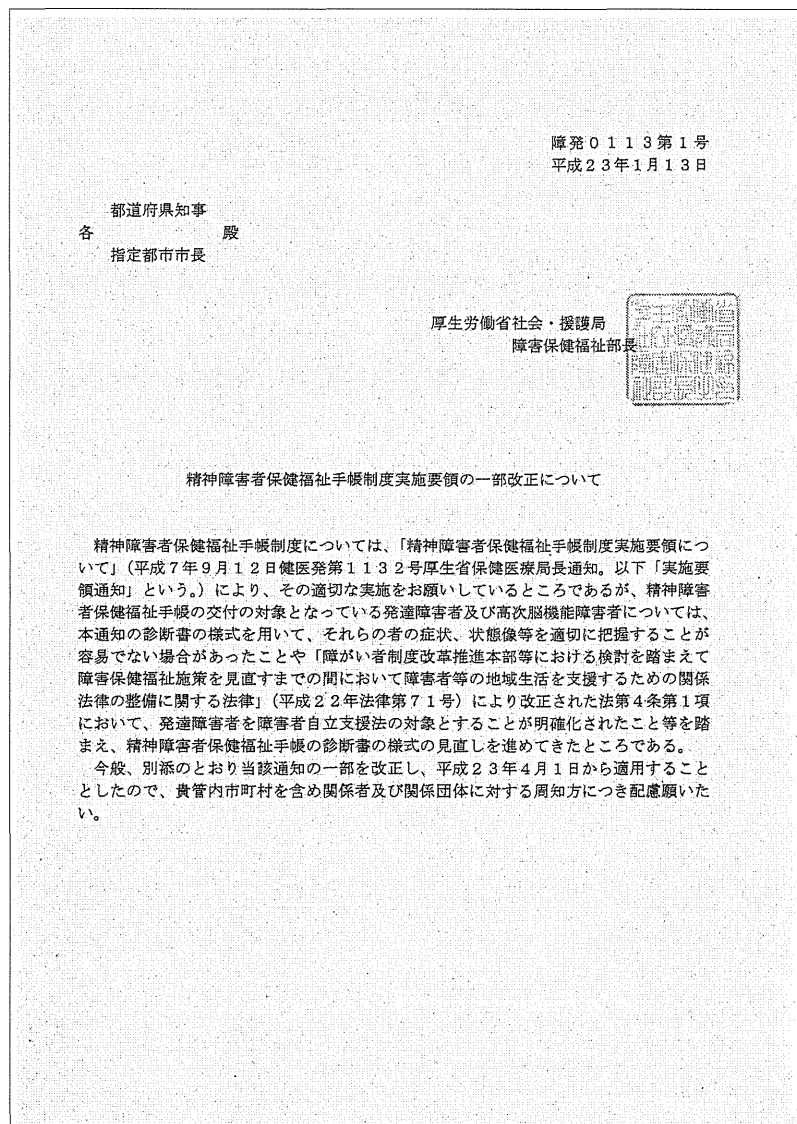 障発0113第1号
平成23年1月13日
都道府県知事
各　　　　　　　　殿
指定都市市長
厚生労働省社会・援護局
障害保健福祉部長
精神障害者保健福祉手帳制度実施要領の一部改正について
精神障害者保健福祉手帳制度については、「精神障害者保健福祉手帳制度実施要領につ
いて」（平成7年9月12日健医発第1132号厚生省保健医療局長通知。以下「実施要
領通知」という。）により、その適切な実施をお願いしているところであるが、精神障害
者保健福祉手帳の交付の対象となっている発達障害者及び高次脳機能障害者については、
本通知の診断書の様式を用いて、それらの者の症状、状態像等を適切に把握することが
容易でない場合があったことや「障がい者制度改革推進本部等における検討を踏まえて
障害保健福祉施策を見直すまでの間において障害者等の地域生活を支援するための関係
法律の整備に関する法律」（平成22年法律第71号）により改正された法第4条第1項
において、発達障害者を障害者自立支援法の対象とすることが明確化されたこと等を踏
まえ、精神障害者保健福祉手帳の診断書の様式の見直しを進めてきたところである。
今般、別添のとおり当該通知の一部を改正し、平成23年4月1日から適用すること
としたので、貴管内市町村を含め関係者及び関係団体に対する周知方につき配慮願いた
い。